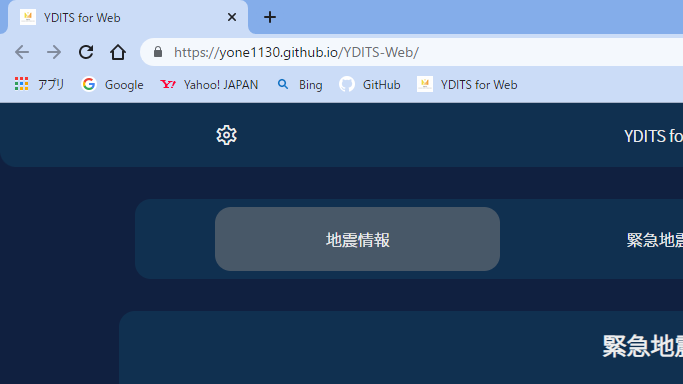 YDITS for Web
https://yone1130.github.io/YDITS-Web/
アプリ Google Yahoo! JAPAN Bing GitHub YDITS for Web
YDITS fo
地震情報 緊急地震
緊急地震